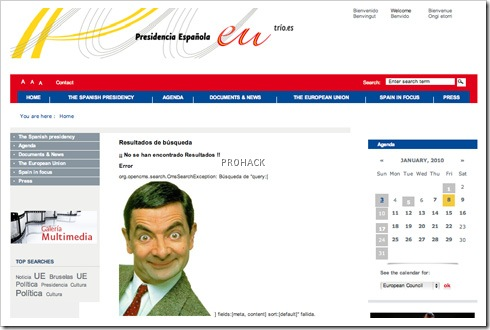 Presidencia Española eu trio.es
Bienvenido Welcome Bienvenue
Benvingut Benvido Ongi etorri
A A A Contact Search: Enter search term
HOME THE SPANISH PRESIDENCY AGENDA DOCUMENTS & NEWS THE EUROPEAN UNION SPAIN IN FOCUS PRESS
You are here : Home
The Spanish presidency
Agenda
Documents & News
The European Union
Spain in focus
Press
Galería
Multimedia
TOP SEARCHES
Noticias UE Bruselas UE
Política Presidencia Cultura
Política Cultura
Resultados de búsqueda
¡¡ No se han encontrado Resultados !!
PROHACK
Error
org.opencms.search.CmsSearchException: Búsqueda de "query:[
] fields:[meta, content] sort:[default]" fallida.
Agenda
« JANUARY, 2010 »
Sun Mon Tue Wed Thu Fri Sat
1 2
3 4 5 6 7 8 9
10 11 12 13 14 15 16
17 18 19 20 21 22 23
24 25 26 27 28 29 30
31
See the calendar for:
European Council ok